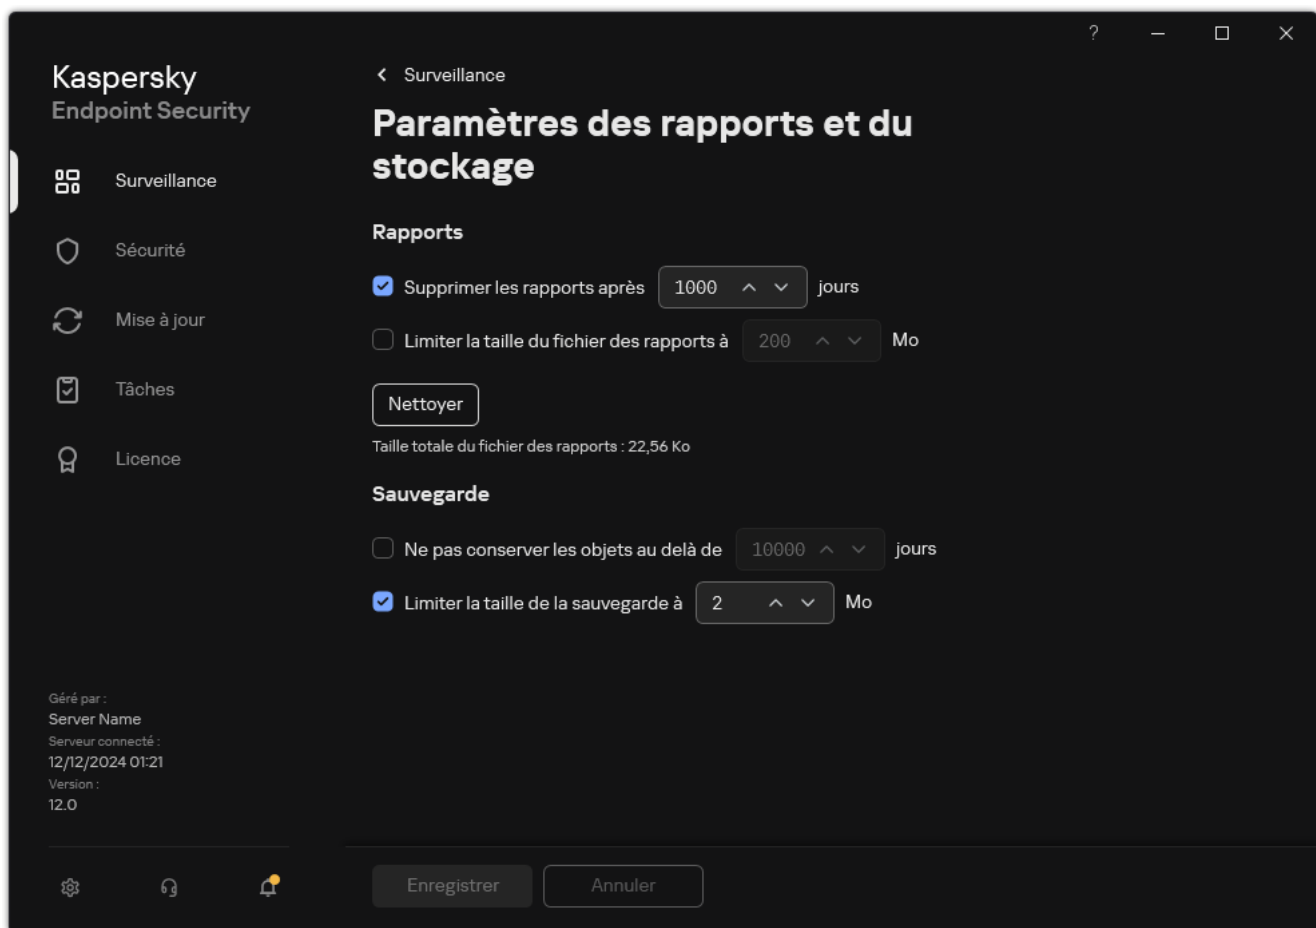 ?
Kaspersky
Endpoint Security
Surveillance
Sécurité
Mise à jour
Tâches
Licence
Géré par :
Server Name
Serveur connecté :
12/12/2024 01:21
Version :
12.0
Surveillance
Paramètres des rapports et du
stockage
Rapports
Supprimer les rapports après 1000 jours
Limiter la taille du fichier des rapports à 200 Mo
Nettoyer
Taille totale du fichier des rapports : 22,56 Ko
Sauvegarde
Ne pas conserver les objets au delà de 10000 jours
Limiter la taille de la sauvegarde à 2 Mo
Enregistrer Annuler